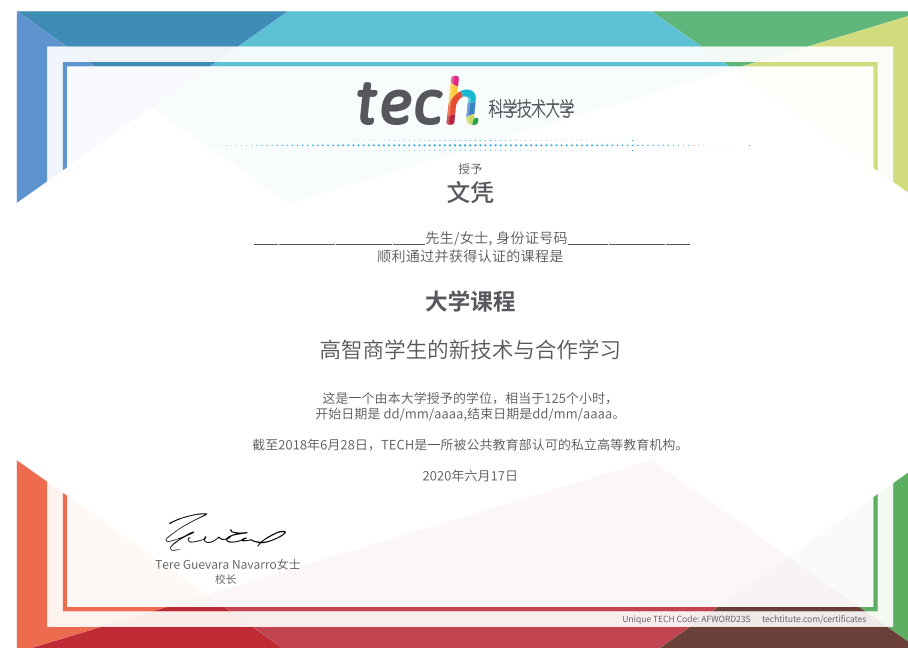 tech 科学技术大学
授予
文凭
先生/女士, 身份证号码
顺利通过并获得认证的课程是
大学课程
高智商学生的新技术与合作学习
这是一个由本大学授予的学位，相当于125个小时，
开始日期是 dd/mm/aaaa,结束日期是dd/mm/aaaa。
截至2018年6月28日，TECH是一所被公共教育部认可的私立高等教育机构。
2020年六月17日
Tere Guevara Navarro女士
校长
Unique TECH Code: AFWORD23S techtitute.com/certificates